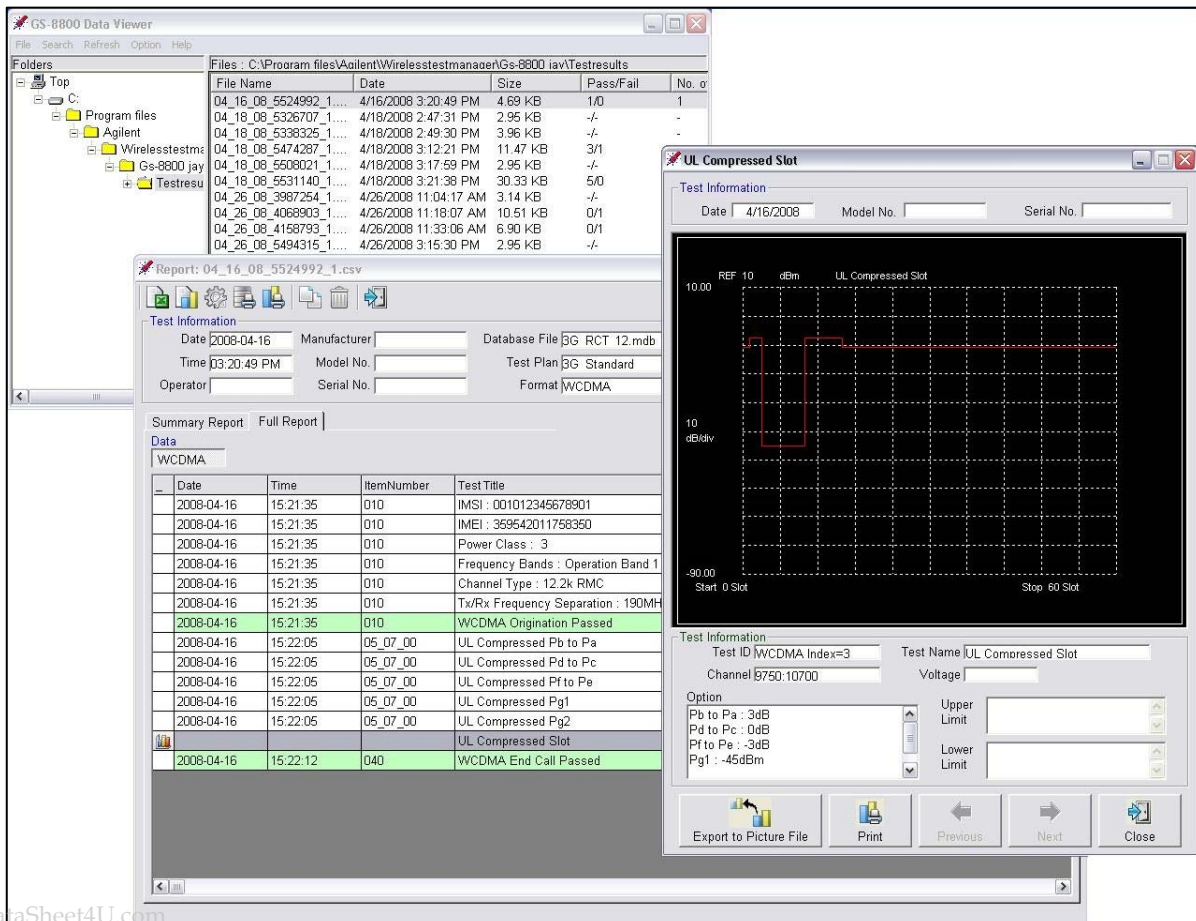 GS-8800 Data Viewer
File Search Refresh Option Help
Folders
Files : C:\Program files\Agilent\Wirelesstestmanager\Gs-8800 jay\Testresults
Top
C:
Program files
Agilent
Wirelesstestma
Gs-8800 jay
Testresu
File Name Date Size Pass/Fail No. o
04_16_08_5524992_1.... 4/16/2008 3:20:49 PM 4.69 KB 1/0 1
04_18_08_5326707_1.... 4/18/2008 2:47:31 PM 2.95 KB -/- -
04_18_08_5338325_1.... 4/18/2008 2:49:30 PM 3.96 KB -/-
04_18_08_5474287_1.... 4/18/2008 3:12:21 PM 11.47 KB 3/1
04_18_08_5508021_1.... 4/18/2008 3:17:59 PM 2.95 KB -/-
04_18_08_5531140_1.... 4/18/2008 3:21:38 PM 30.33 KB 5/0
04_26_08_3987254_1.... 4/26/2008 11:04:17 AM 3.14 KB -/-
04_26_08_4068903_1.... 4/26/2008 11:18:07 AM 10.51 KB 0/1
04_26_08_4158793_1.... 4/26/2008 11:33:06 AM 6.90 KB 0/1
04_26_08_5494315_1.... 4/26/2008 3:15:30 PM 2.95 KB -/-
Report: 04_16_08_5524992_1.csv
Test Information
Date 2008-04-16 Manufacturer Database File 3G RCT 12.mdb
Time 03:20:49 PM Model No. Test Plan 3G Standard
Operator Serial No. Format WCDMA
Summary Report Full Report
Data
WCDMA
Date Time ItemNumber Test Title
2008-04-16 15:21:35 010 IMSI : 001012345678901
2008-04-16 15:21:35 010 IMEI : 359542011758350
2008-04-16 15:21:35 010 Power Class : 3
2008-04-16 15:21:35 010 Frequency Bands : Operation Band 1
2008-04-16 15:21:35 010 Channel Type : 12.2k RMC
2008-04-16 15:21:35 010 Tx/Rx Frequency Separation : 190MH
2008-04-16 15:21:35 010 WCDMA Origination Passed
2008-04-16 15:22:05 05_07_00 UL Compressed Pb to Pa
2008-04-16 15:22:05 05_07_00 UL Compressed Pd to Pc
2008-04-16 15:22:05 05_07_00 UL Compressed Pf to Pe
2008-04-16 15:22:05 05_07_00 UL Compressed Pg1
2008-04-16 15:22:05 05_07_00 UL Compressed Pg2
UL Compressed Slot
2008-04-16 15:22:12 040 WCDMA End Call Passed
UL Compressed Slot
Test Information
Date 4/16/2008 Model No. Serial No.
REF 10 dBm UL Compressed Slot
10.00
10
dB/div
-90.00
Start 0 Slot Stop 60 Slot
Test Information
Test ID WCDMA Index=3 Test Name UL Compressed Slot
Channel 9750:10700 Voltage
Option
Pb to Pa : 3dB
Pd to Pc : 0dB
Pf to Pe : -3dB
Pg1 : -45dBm
Upper
Limit
Lower
Limit
Export to Picture File Print Previous Next Close
ataSheet4U.com